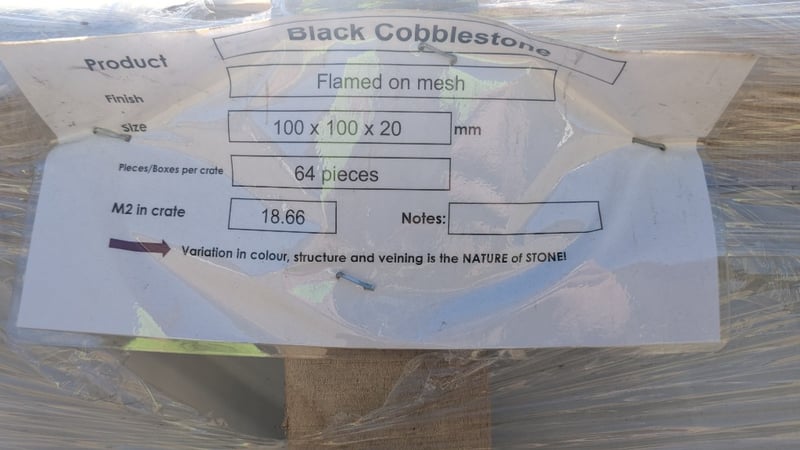 Product Black Cobblestone
Finish Flamed on mesh
Size 100 x 100 x 20 mm
Pieces/Boxes per crate 64 pieces
M2 in crate 18.66 Notes:
Variation in colour, structure and veining is the NATURE of STONE!